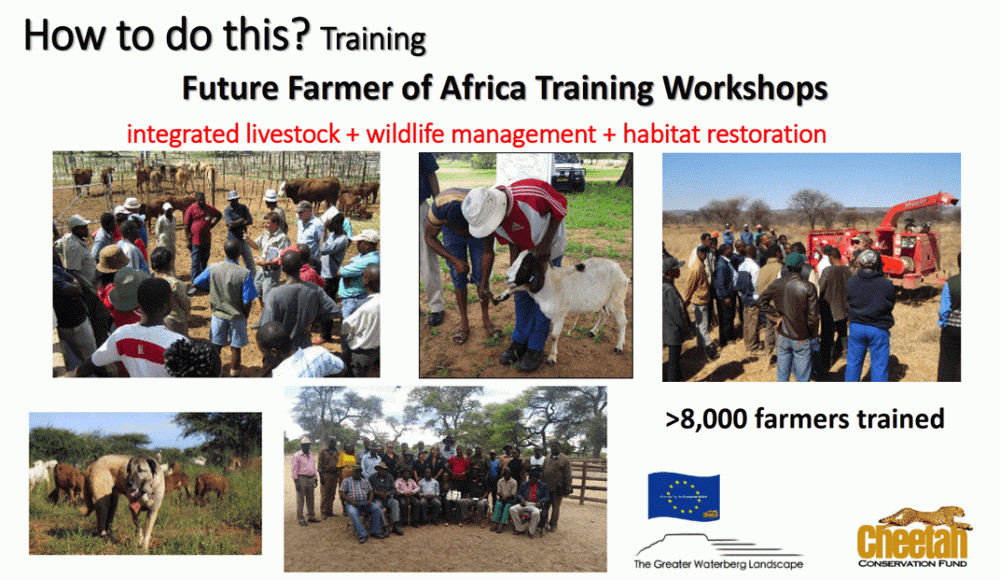 How to do this? Training
Future Farmer of Africa Training Workshops
integrated livestock + wildlife management + habitat restoration
>8,000 farmers trained
The Greater Waterberg Landscape
Cheetah
CONSERVATION FUND